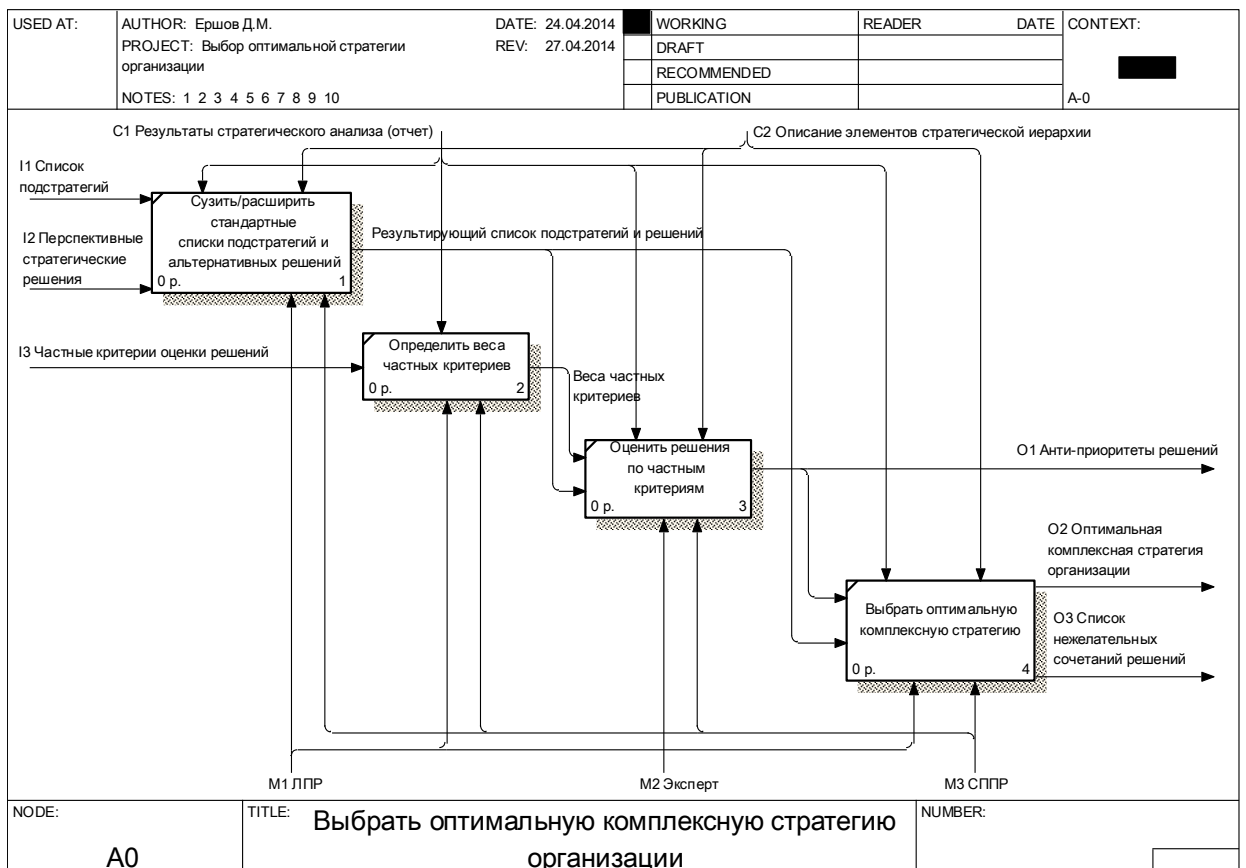 USED AT:
AUTHOR: Ершов Д.М.
DATE: 24.04.2014
PROJECT: Выбор оптимальной стратегии
организации
REV: 27.04.2014
NOTES: 1 2 3 4 5 6 7 8 9 10
WORKING
DRAFT
RECOMMENDED
PUBLICATION
READER
DATE
CONTEXT:
A-0
C1 Результаты стратегического анализа (отчет)
C2 Описание элементов стратегической иерархии
I1 Список
подстратегий
I2 Перспективные
стратегические
решения
Сузить/расширить
стандартные
списки подстратегий и
альтернативных решений
0 р.
1
Результирующий список подстратегий и решений
I3 Частные критерии оценки решений
Определить веса
частных критериев
0 р.
2
Веса частных
критериев
Оценить решения
по частным
критериям
0 р.
3
O1 Анти-приоритеты решений
O2 Оптимальная
комплексная стратегия
организации
Выбрать оптимальную
комплексную стратегию
0 р.
4
O3 Список
нежелательных
сочетаний решений
M1 ЛПР
M2 Эксперт
M3 СППР
NODE:
A0
TITLE:
Выбрать оптимальную комплексную стратегию
организации
NUMBER: